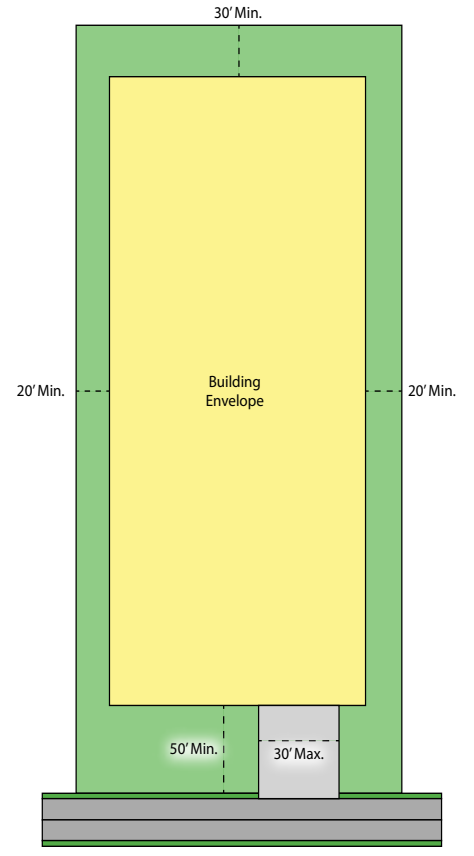 30’ Min.
Building
Envelope
20’ Min.
20’ Min.
50’ Min.
30’ Max.